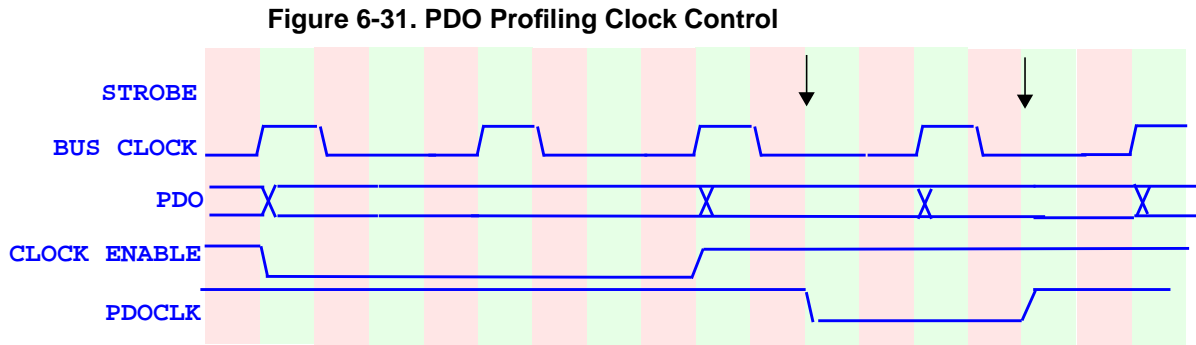 Figure 6-31. PDO Profiling Clock Control
STROBE
BUS CLOCK
PDO
CLOCK ENABLE
PDOCLK